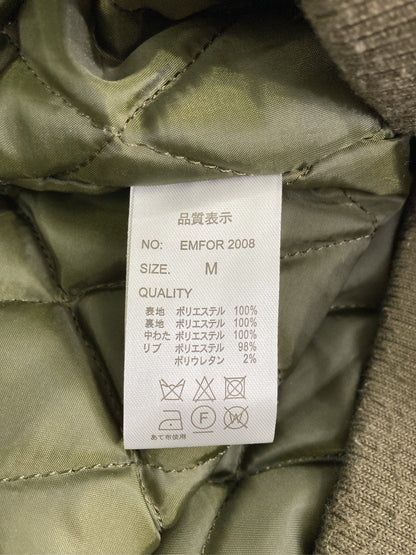 品質表示
NO: EMFOR 2008
SIZE. M
QUALITY
表地 ポリエステル 100%
裏地 ポリエステル 100%
中わた ポリエステル 100%
リブ ポリエステル 98%
ポリウレタン 2%
F W
あて布使用